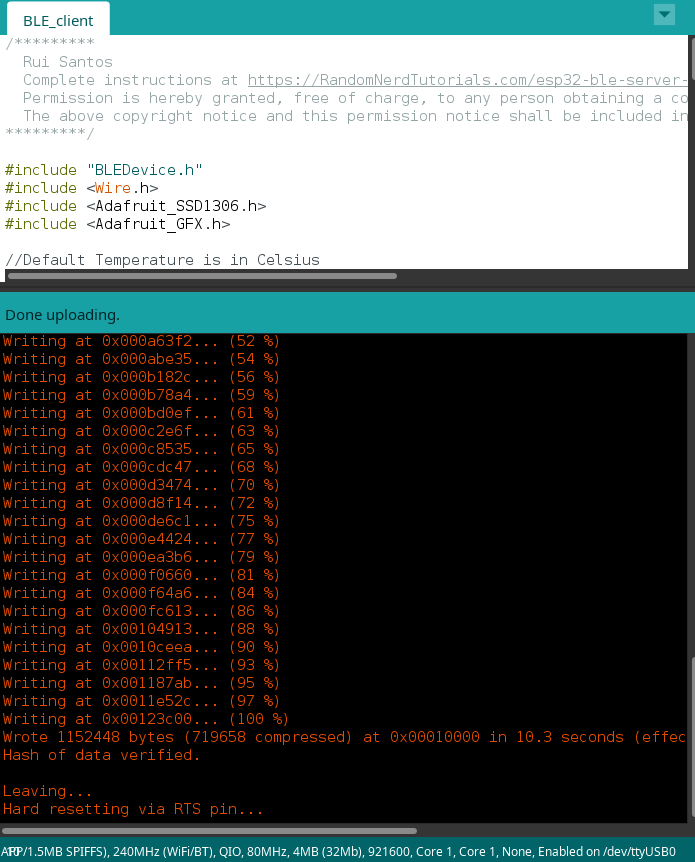 BLE_client
/*********
Rui Santos
Complete instructions at https://RandomNerdTutorials.com/esp32-ble-server-
Permission is hereby granted, free of charge, to any person obtaining a co
The above copyright notice and this permission notice shall be included in
*********/
#include "BLEDevice.h"
#include <Wire.h>
#include <Adafruit_SSD1306.h>
#include <Adafruit_GFX.h>
//Default Temperature is in Celsius
Done uploading.
Writing at 0x000a63f2... (52 %)
Writing at 0x000abe35... (54 %)
Writing at 0x000b182c... (56 %)
Writing at 0x000b78a4... (59 %)
Writing at 0x000bd0ef... (61 %)
Writing at 0x000c2e6f... (63 %)
Writing at 0x000c8535... (65 %)
Writing at 0x000cdc47... (68 %)
Writing at 0x000d3474... (70 %)
Writing at 0x000d8f14... (72 %)
Writing at 0x000de6c1... (75 %)
Writing at 0x000e4424... (77 %)
Writing at 0x000ea3b6... (79 %)
Writing at 0x000f0660... (81 %)
Writing at 0x000f64a6... (84 %)
Writing at 0x000fc613... (86 %)
Writing at 0x00104913... (88 %)
Writing at 0x0010ceea... (90 %)
Writing at 0x00112ff5... (93 %)
Writing at 0x001187ab... (95 %)
Writing at 0x0011e52c... (97 %)
Writing at 0x00123c00... (100 %)
Wrote 1152448 bytes (719658 compressed) at 0x00010000 in 10.3 seconds (effec
Hash of data verified.
Leaving...
Hard resetting via RTS pin...
/1.5MB SPIFFS), 240MHz (WiFi/BT), QIO, 80MHz, 4MB (32Mb), 921600, Core 1, Core 1, None, Enabled on /dev/ttyUSB0